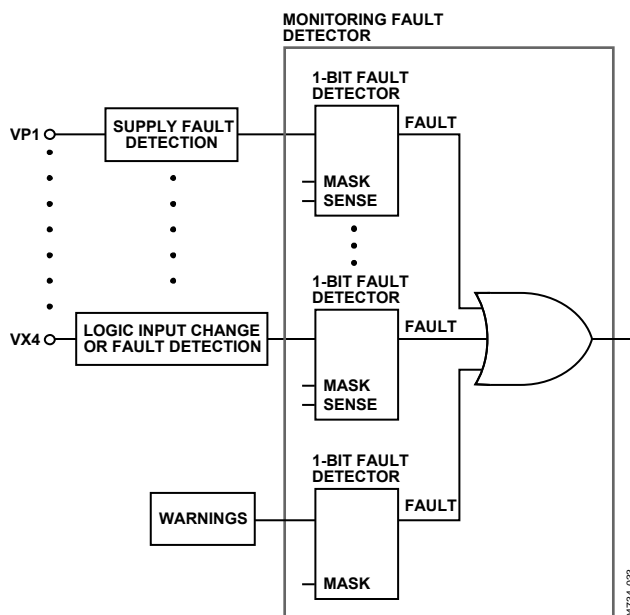 MONITORING FAULT
DETECTOR
1-BIT FAULT
DETECTOR
VP1
SUPPLY FAULT
DETECTION
FAULT
MASK
SENSE
1-BIT FAULT
DETECTOR
VX4
LOGIC INPUT CHANGE
OR FAULT DETECTION
FAULT
MASK
SENSE
1-BIT FAULT
DETECTOR
WARNINGS
FAULT
MASK